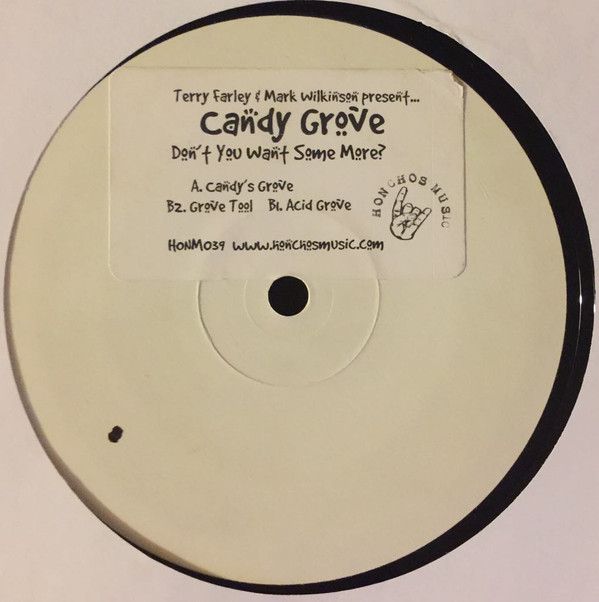 Terry Farley & Mark Wilkinson present...
Candy Grove
Don't You Want Some More?
A. Candy's Grove
B2. Grove Tool B1. Acid Grove
HONCHOS MUSIC
HONM039 www.honchosmusic.com